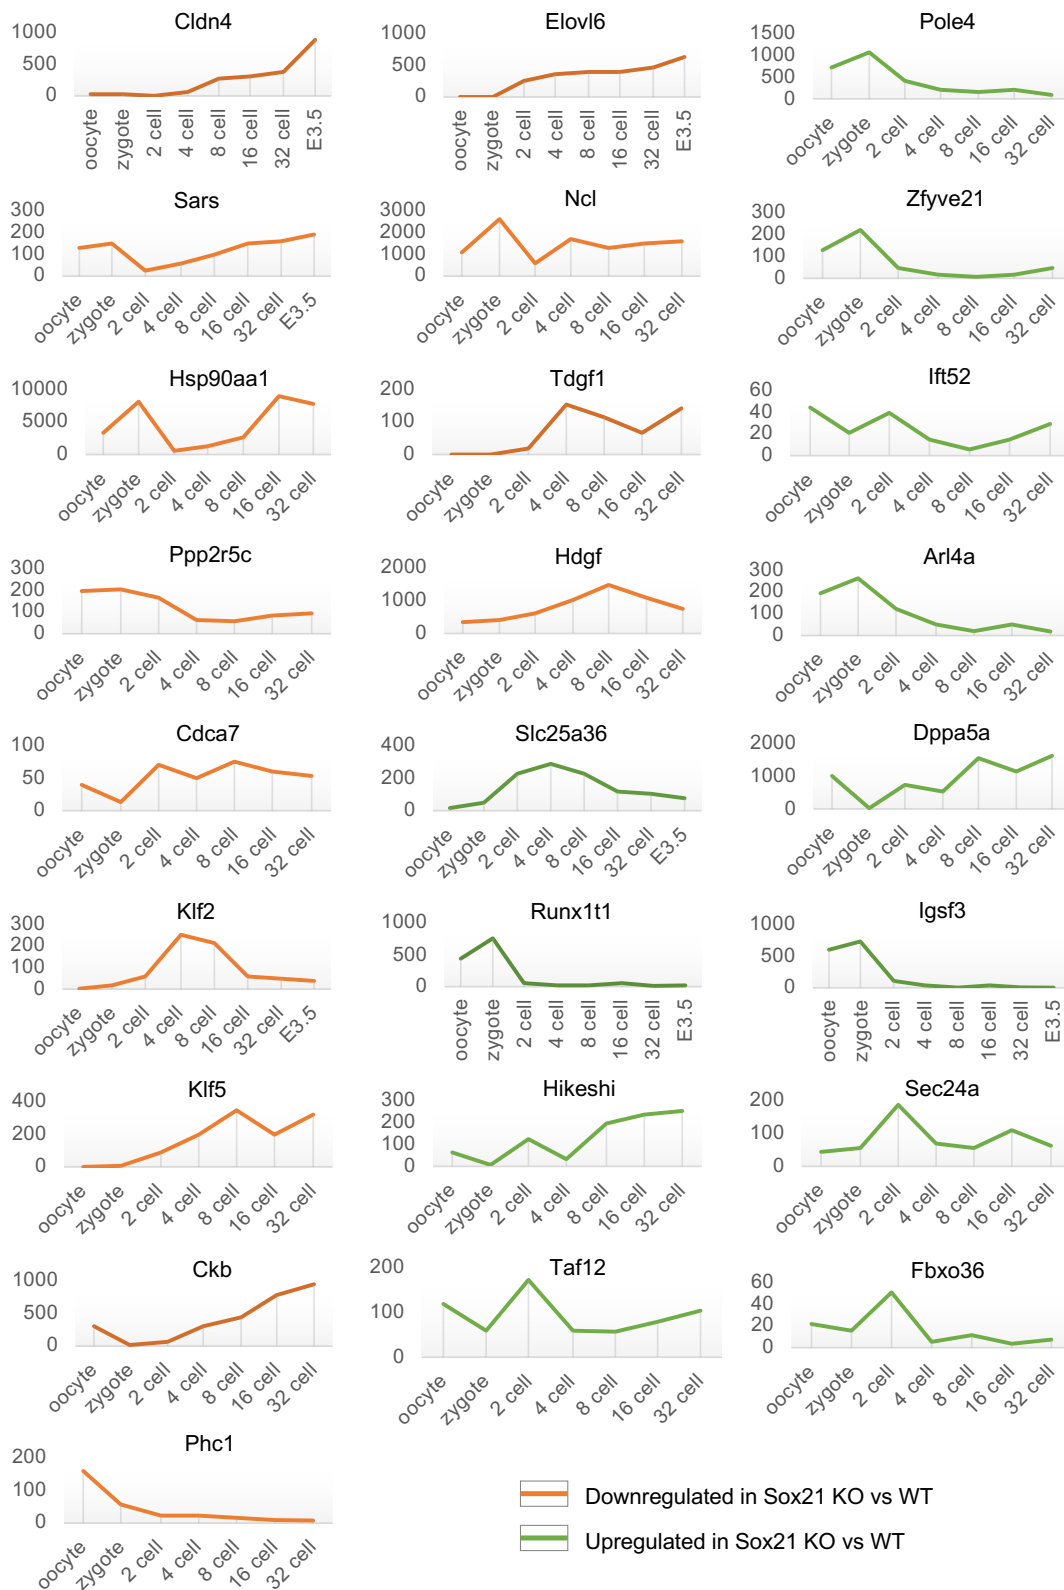 Cldn4
1000
500
0
oocyte
zygote
2 cell
4 cell
8 cell
16 cell
32 cell
E3.5
Elovl6
1000
500
0
oocyte
zygote
2 cell
4 cell
8 cell
16 cell
32 cell
E3.5
Pole4
1500
1000
500
0
oocyte
zygote
2 cell
4 cell
8 cell
16 cell
32 cell
Sars
300
200
100
0
oocyte
zygote
2 cell
4 cell
8 cell
16 cell
32 cell
E3.5
Ncl
3000
2000
1000
0
oocyte
zygote
2 cell
4 cell
8 cell
16 cell
32 cell
Zfyve21
300
200
100
0
oocyte
zygote
2 cell
4 cell
8 cell
16 cell
32 cell
Hsp90aa1
10000
5000
0
oocyte
zygote
2 cell
4 cell
8 cell
16 cell
32 cell
Tdgf1
200
100
0
oocyte
zygote
2 cell
4 cell
8 cell
16 cell
32 cell
Ift52
60
40
20
0
oocyte
zygote
2 cell
4 cell
8 cell
16 cell
32 cell
Ppp2r5c
300
200
100
0
oocyte
zygote
2 cell
4 cell
8 cell
16 cell
32 cell
Hdgf
2000
1000
0
oocyte
zygote
2 cell
4 cell
8 cell
16 cell
32 cell
Arl4a
300
200
100
0
oocyte
zygote
2 cell
4 cell
8 cell
16 cell
32 cell
Cdca7
100
50
0
oocyte
zygote
2 cell
4 cell
8 cell
16 cell
32 cell
Slc25a36
400
200
0
oocyte
zygote
2 cell
4 cell
8 cell
16 cell
32 cell
E3.5
Dppa5a
2000
1000
0
oocyte
zygote
2 cell
4 cell
8 cell
16 cell
32 cell
Klf2
300
200
100
0
oocyte
zygote
2 cell
4 cell
8 cell
16 cell
32 cell
E3.5
Runx1t1
1000
500
0
oocyte
zygote
2 cell
4 cell
8 cell
16 cell
32 cell
E3.5
Igsf3
1000
500
0
oocyte
zygote
2 cell
4 cell
8 cell
16 cell
32 cell
E3.5
Klf5
400
200
0
oocyte
zygote
2 cell
4 cell
8 cell
16 cell
32 cell
Hikeshi
300
200
100
0
oocyte
zygote
2 cell
4 cell
8 cell
16 cell
32 cell
Sec24a
200
100
0
oocyte
zygote
2 cell
4 cell
8 cell
16 cell
32 cell
Ckb
1000
500
0
oocyte
zygote
2 cell
4 cell
8 cell
16 cell
32 cell
Taf12
200
100
0
oocyte
zygote
2 cell
4 cell
8 cell
16 cell
32 cell
Fbxo36
60
40
20
0
oocyte
zygote
2 cell
4 cell
8 cell
16 cell
32 cell
Phc1
200
100
0
oocyte
zygote
2 cell
4 cell
8 cell
16 cell
32 cell
Downregulated in Sox21 KO vs WT
Upregulated in Sox21 KO vs WT